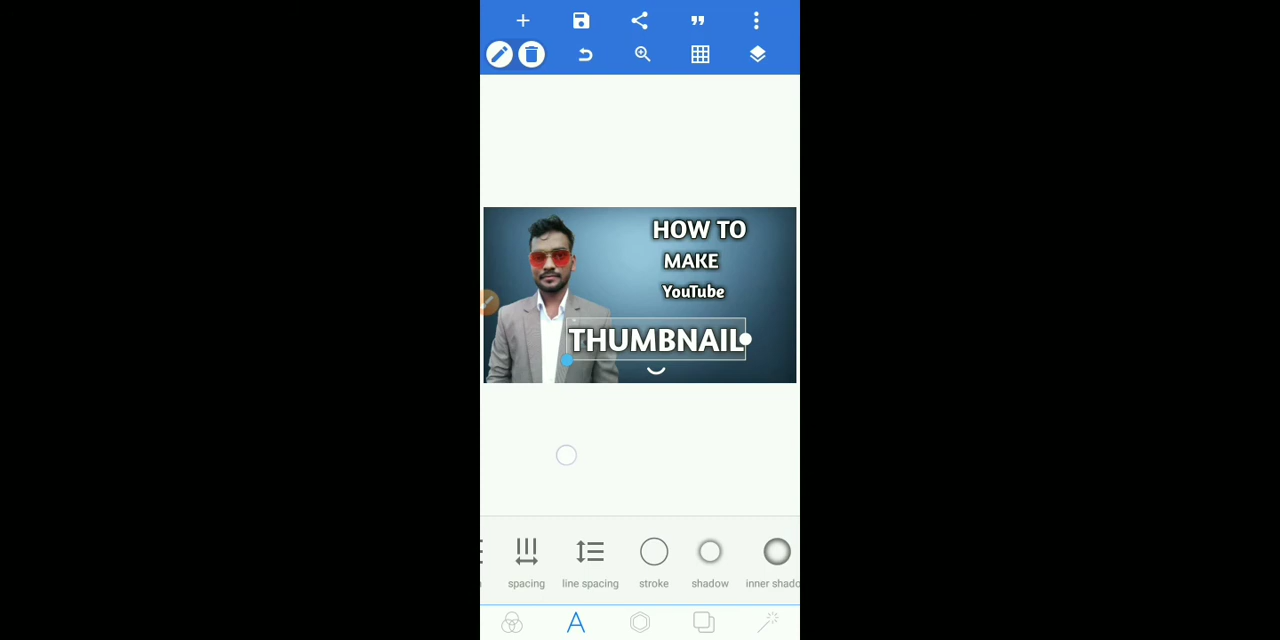 HOW TO
MAKE
YouTube
THUMBNAIL
spacing
line spacing
stroke
shadow
inner shado